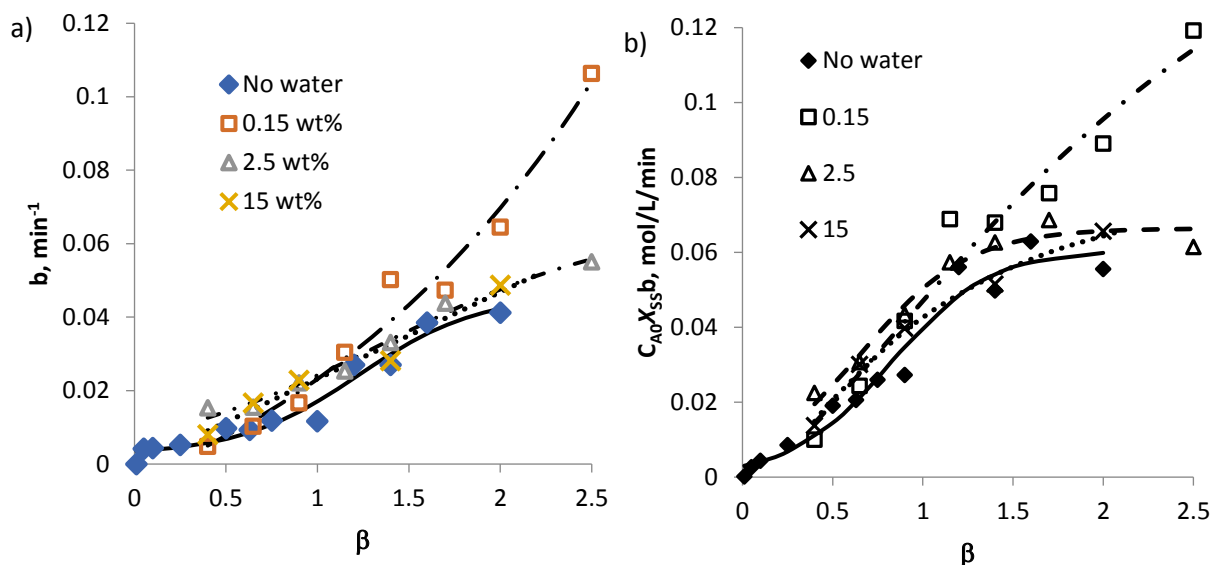 a)
0.12
0.1
0.08
0.06
0.04
0.02
0
b, min-1
No water
0.15 wt%
2.5 wt%
15 wt%
0 0.5 1 1.5 2 2.5
β
b)
0.12
0.1
0.08
0.06
0.04
0.02
0
CA0XSSb, mol/L/min
No water
0.15
2.5
15
0 0.5 1 1.5 2 2.5
β